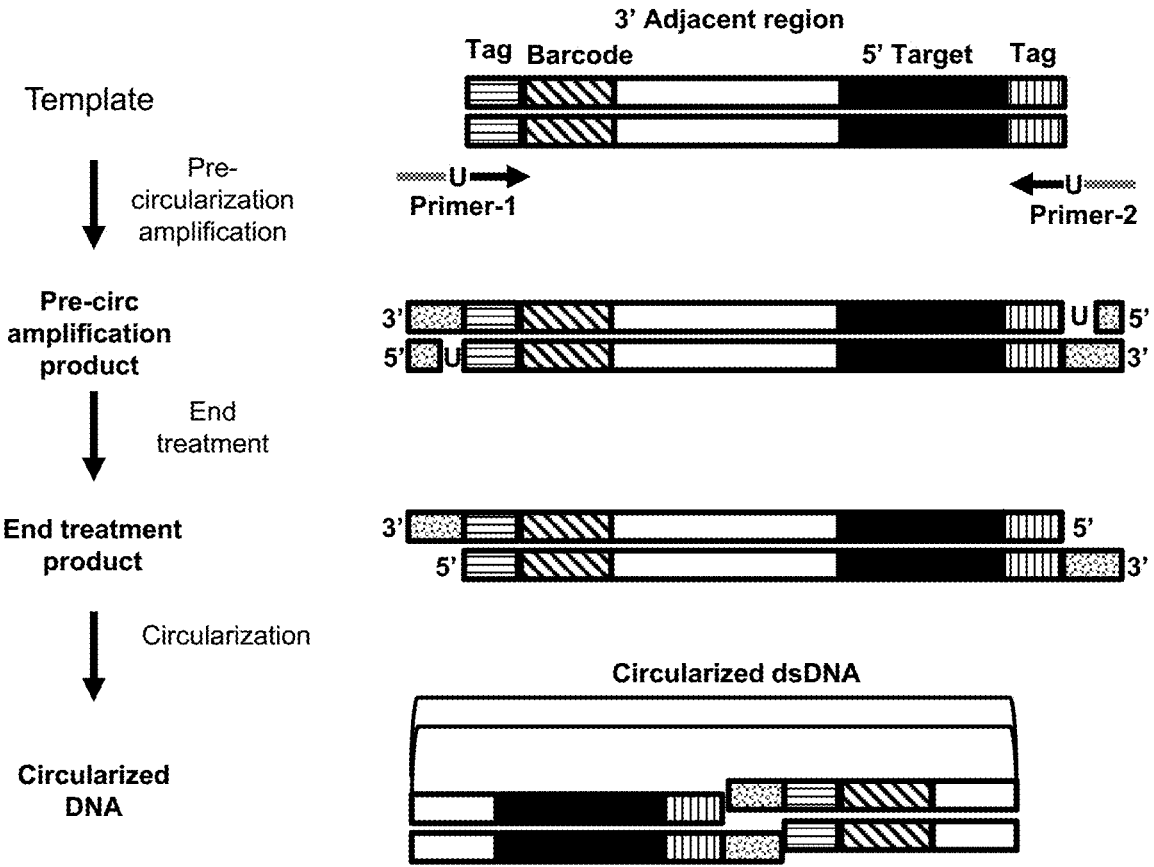 3’ Adjacent region
Tag Barcode 5’ Target Tag
Template
Pre-
circularization
amplification
U U
Primer-1 Primer-2
Pre-circ
amplification
product
3’ U 5’
5’ U 3’
End
treatment
End treatment
product
3’ 5’
5’ 3’
Circularization
Circularized dsDNA
Circularized
DNA